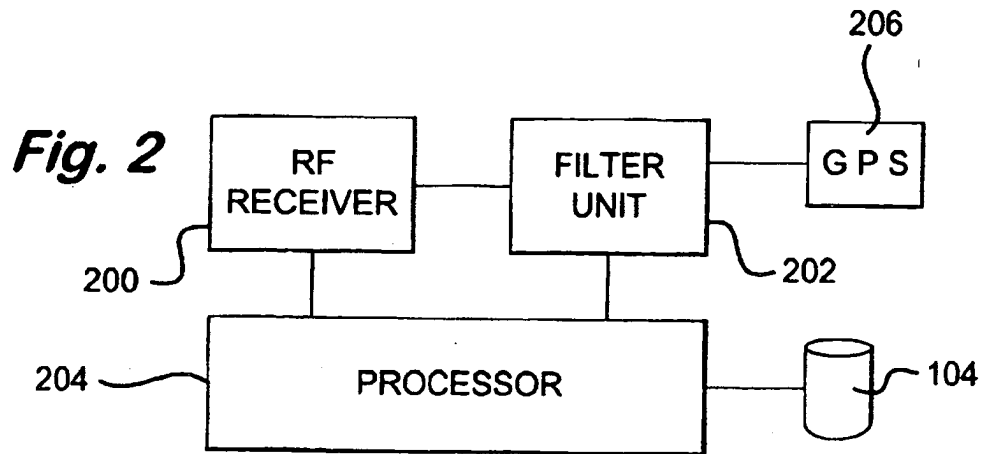 206
Fig. 2
RF
RECEIVER
FILTER
UNIT
G P S
200
202
204
PROCESSOR
104